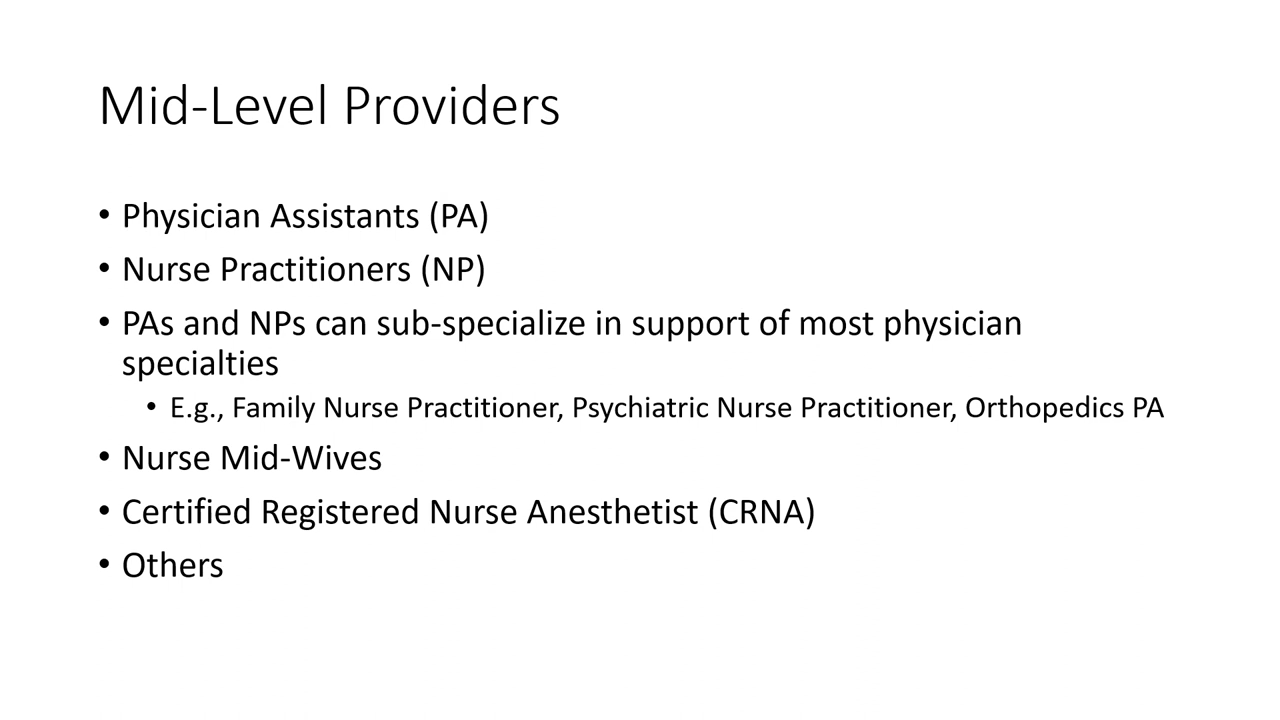 Mid-Level Providers
• Physician Assistants (PA)
• Nurse Practitioners (NP)
• PAs and NPs can sub-specialize in support of most physician
specialties
• E.g., Family Nurse Practitioner, Psychiatric Nurse Practitioner, Orthopedics PA
• Nurse Mid-Wives
• Certified Registered Nurse Anesthetist (CRNA)
• Others